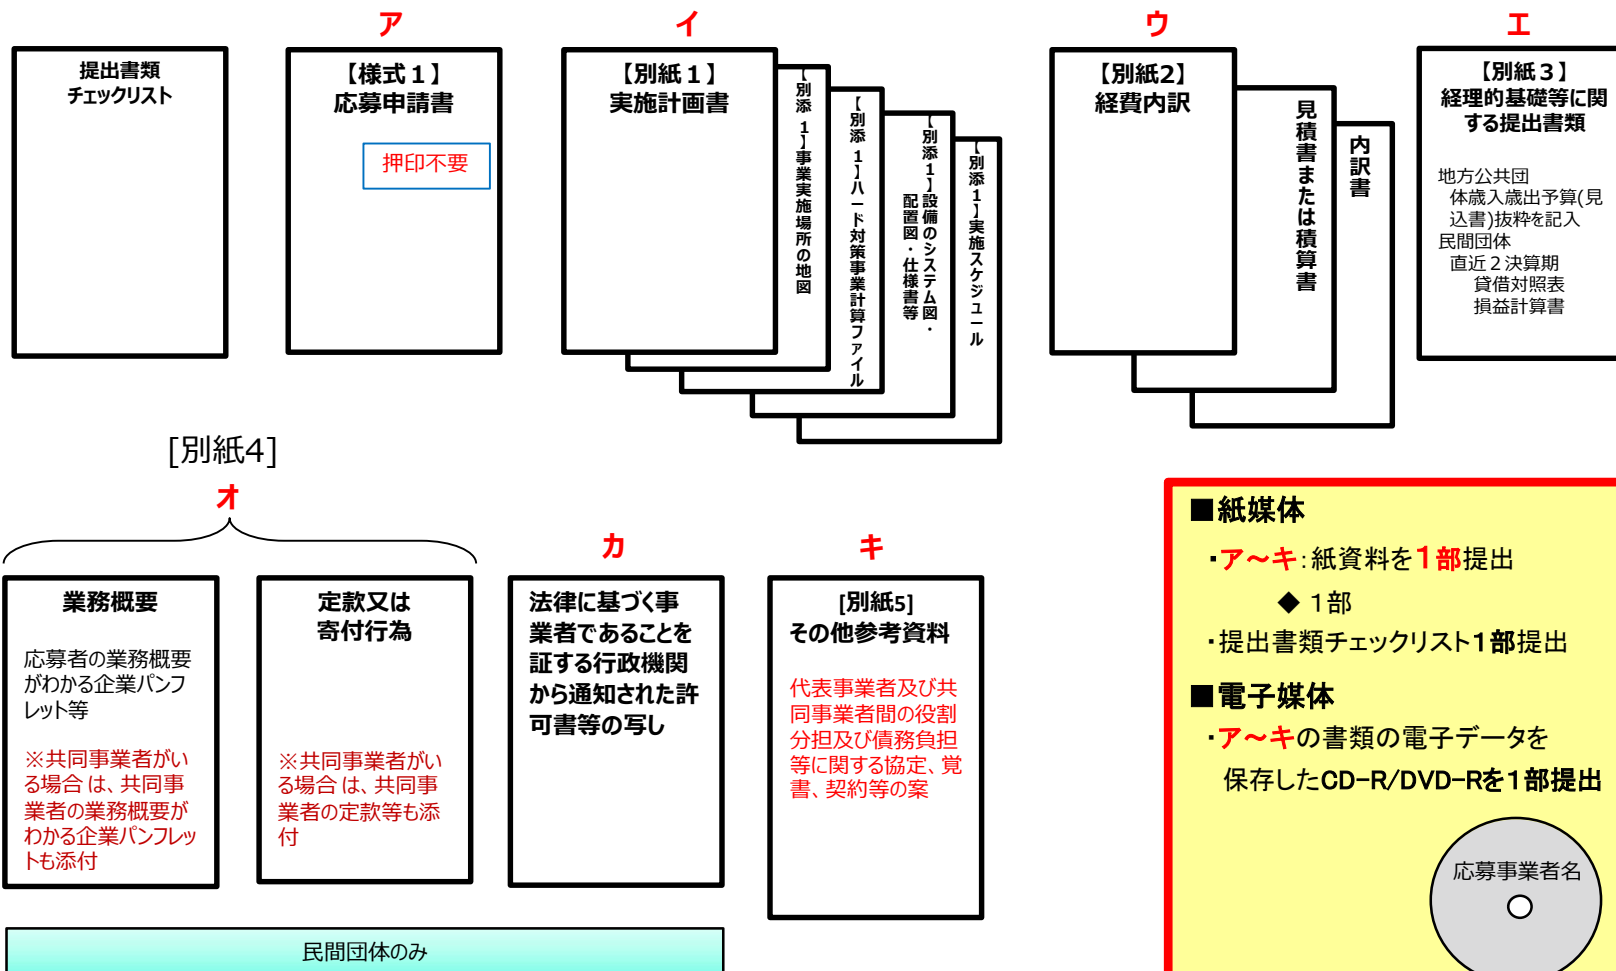 提出書類
チェックリスト
ア
【様式１】
応募申請書
押印不要
イ
【別紙１】
実施計画書
【別添 1】事業実施場所の地図
【別添 1】ハード対策事業計算ファイル
【別添 1】設備のシステム図・
配置図・仕様書等
【別添 1】実施スケジュール
ウ
【別紙2】
経費内訳
見積書または積算書
内訳書
エ
【別紙３】
経理的基礎等に関
する提出書類
地方公共団
体歳入歳出予算(見
込書)抜粋を記入
民間団体
直近２決算期
貸借対照表
損益計算書
[別紙4]
オ
業務概要
応募者の業務概要
がわかる企業パンフ
レット等
※共同事業者がい
る場合は、共同事
業者の業務概要が
わかる企業パンフレッ
トも添付
定款又は
寄付行為
※共同事業者がい
る場合は、共同事
業者の定款等も添
付
カ
法律に基づく事
業者であることを
証する行政機関
から通知された許
可書等の写し
キ
[別紙5]
その他参考資料
代表事業者及び共
同事業者間の役割
分担及び債務負担
等に関する協定、覚
書、契約等の案
民間団体のみ
■紙媒体
・ア～キ:紙資料を１部提出
◆ １部
・提出書類チェックリスト1部提出
■電子媒体
・ア～キの書類の電子データを
保存したCD-R/DVD-Rを１部提出
応募事業者名